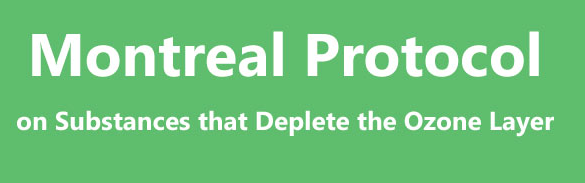 Montreal Protocol
on Substances that Deplete the Ozone Layer